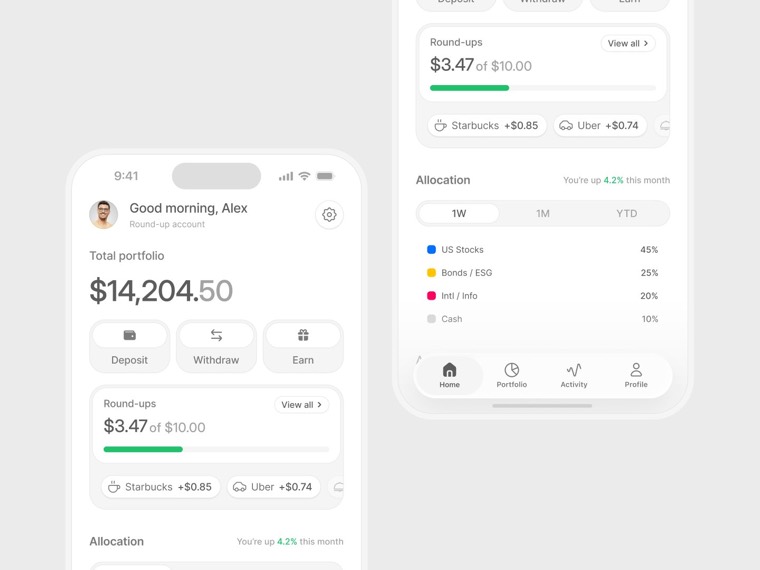 9:41
Good morning, Alex
Round-up account
Total portfolio
$14,204.50
Deposit
Withdraw
Earn
Round-ups
View all >
$3.47 of $10.00
Starbucks +$0.85
Uber +$0.74
Allocation
You're up 4.2% this month
Deposit
Withdraw
Earn
Round-ups
View all >
$3.47 of $10.00
Starbucks +$0.85
Uber +$0.74
Allocation
You're up 4.2% this month
1W
1M
YTD
US Stocks 45%
Bonds / ESG 25%
Intl / Info 20%
Cash 10%
Home
Portfolio
Activity
Profile